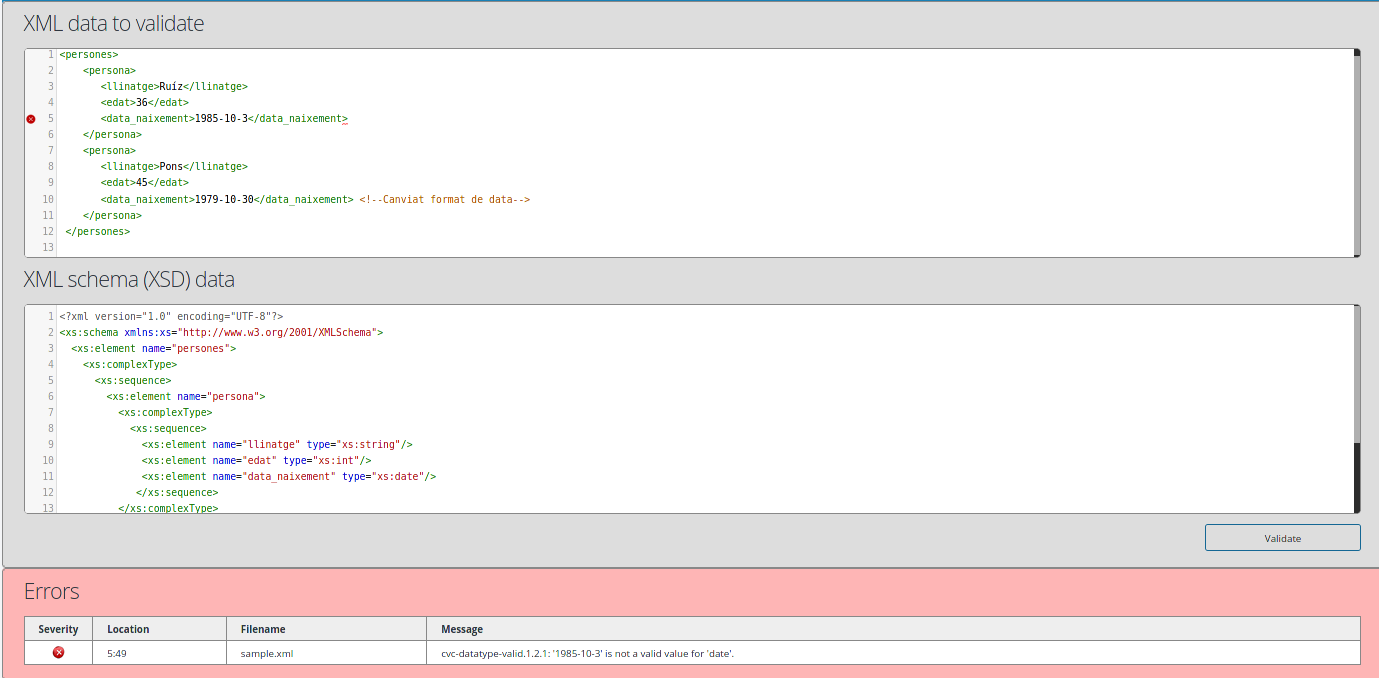 XML data to validate
1 <persones>
2 <persona>
3 <llinatge>Ruíz</llinatge>
4 <edat>36</edat>
5 <data_naixement>1985-10-3</data_naixement>
6 </persona>
7 <persona>
8 <llinatge>Pons</llinatge>
9 <edat>45</edat>
10 <data_naixement>1979-10-30</data_naixement> <!--Canviat format de data-->
11 </persona>
12 </persones>
13
XML schema (XSD) data
1 <?xml version="1.0" encoding="UTF-8"?>
2 <xs:schema xmlns:xs="http://www.w3.org/2001/XMLSchema">
3 <xs:element name="persones">
4 <xs:complexType>
5 <xs:sequence>
6 <xs:element name="persona">
7 <xs:complexType>
8 <xs:sequence>
9 <xs:element name="llinatge" type="xs:string"/>
10 <xs:element name="edat" type="xs:int"/>
11 <xs:element name="data_naixement" type="xs:date"/>
12 </xs:sequence>
13 </xs:complexType>
Validate
Errors
Severity Location Filename Message
5:49 sample.xml cvc-datatype-valid.1.2.1: '1985-10-3' is not a valid value for 'date'.